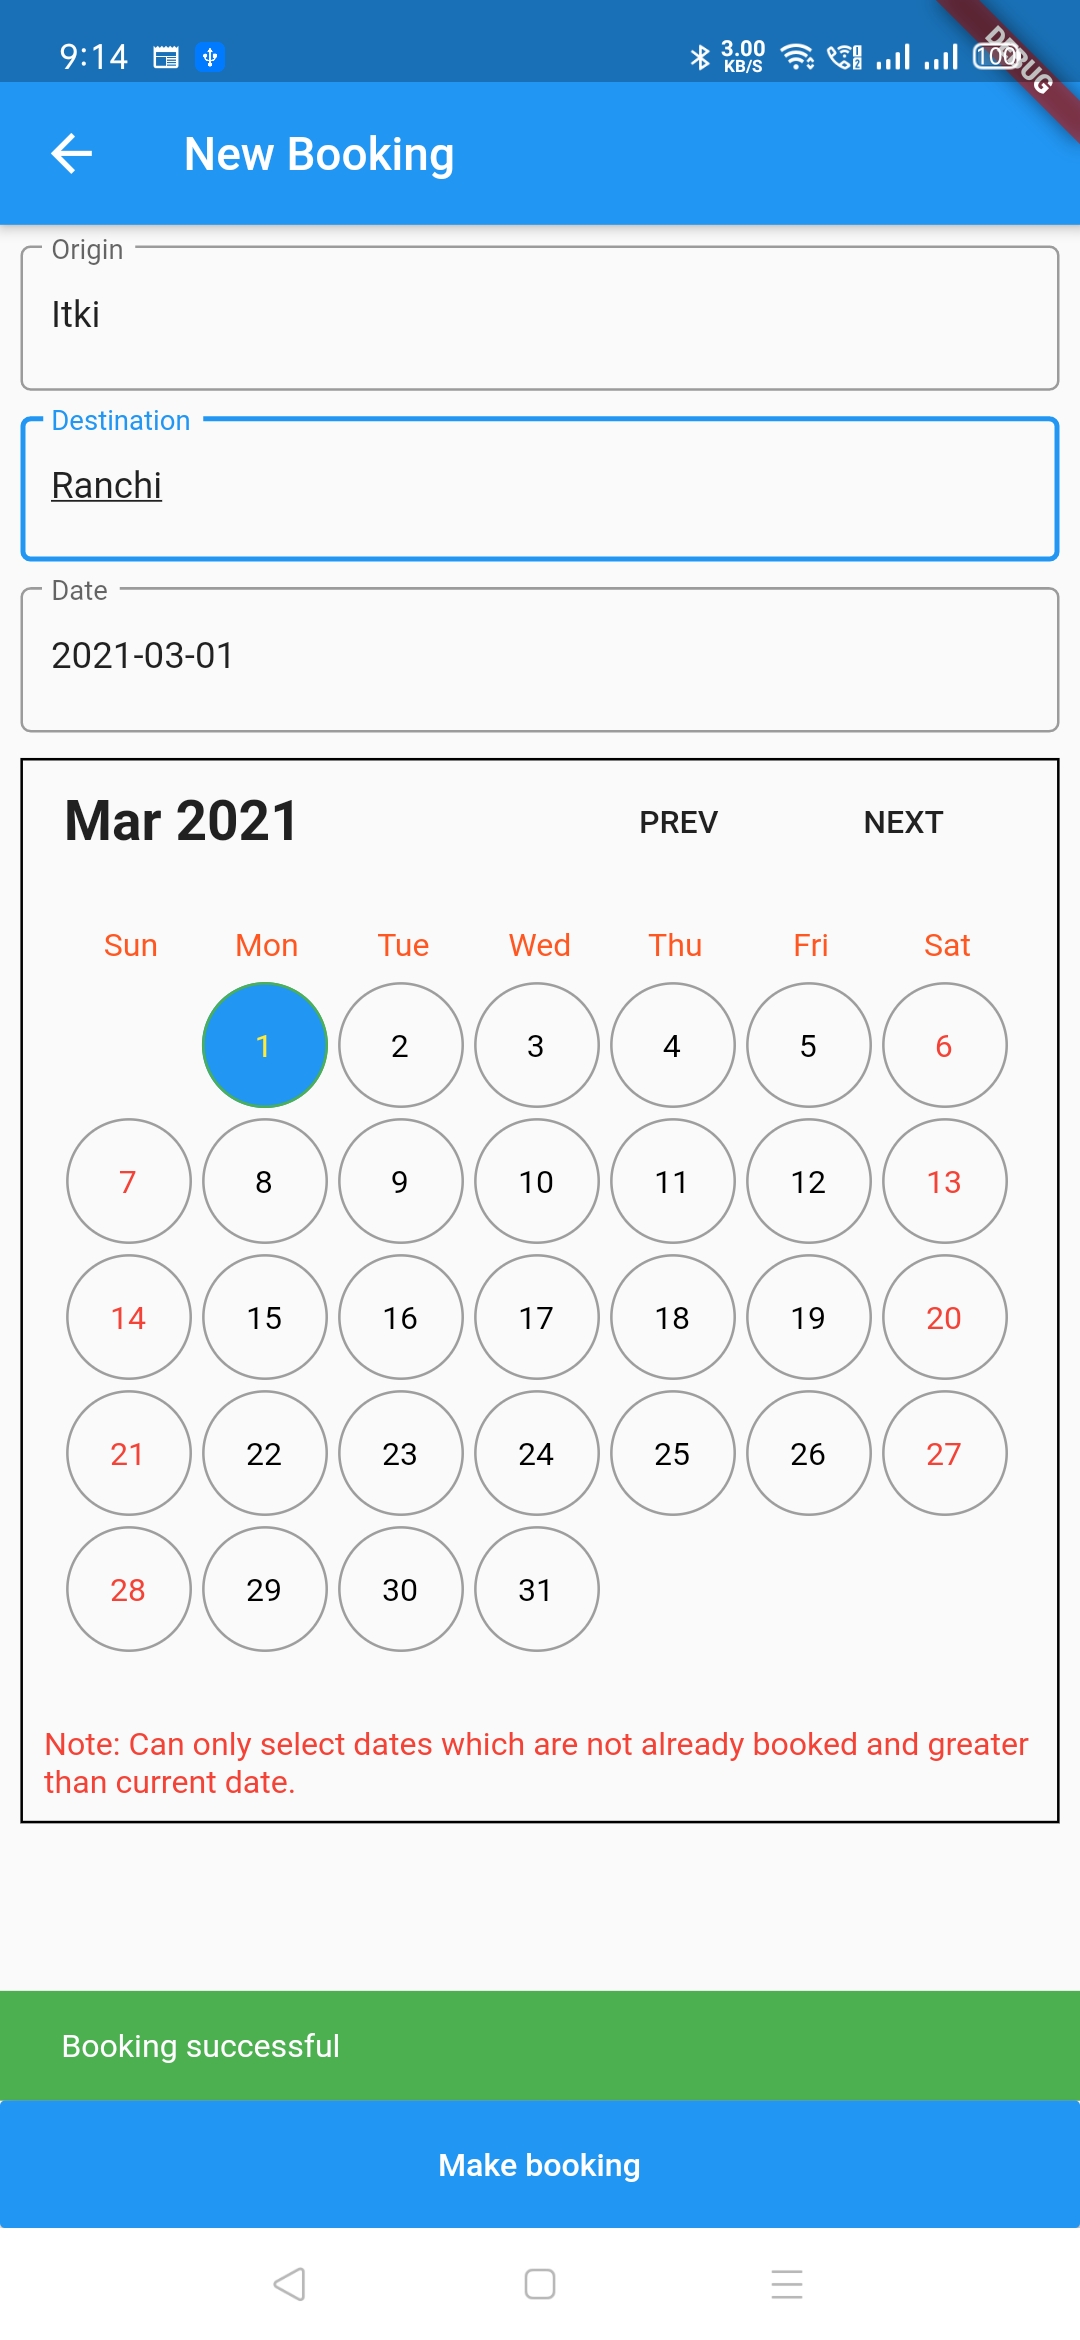 9:14 3.00 KB/S 100
DEBUG
New Booking
Origin
Itki
Destination
Ranchi
Date
2021-03-01
Mar 2021 PREV NEXT
Sun Mon Tue Wed Thu Fri Sat
1 2 3 4 5 6
7 8 9 10 11 12 13
14 15 16 17 18 19 20
21 22 23 24 25 26 27
28 29 30 31
Note: Can only select dates which are not already booked and greater
than current date.
Booking successful
Make booking